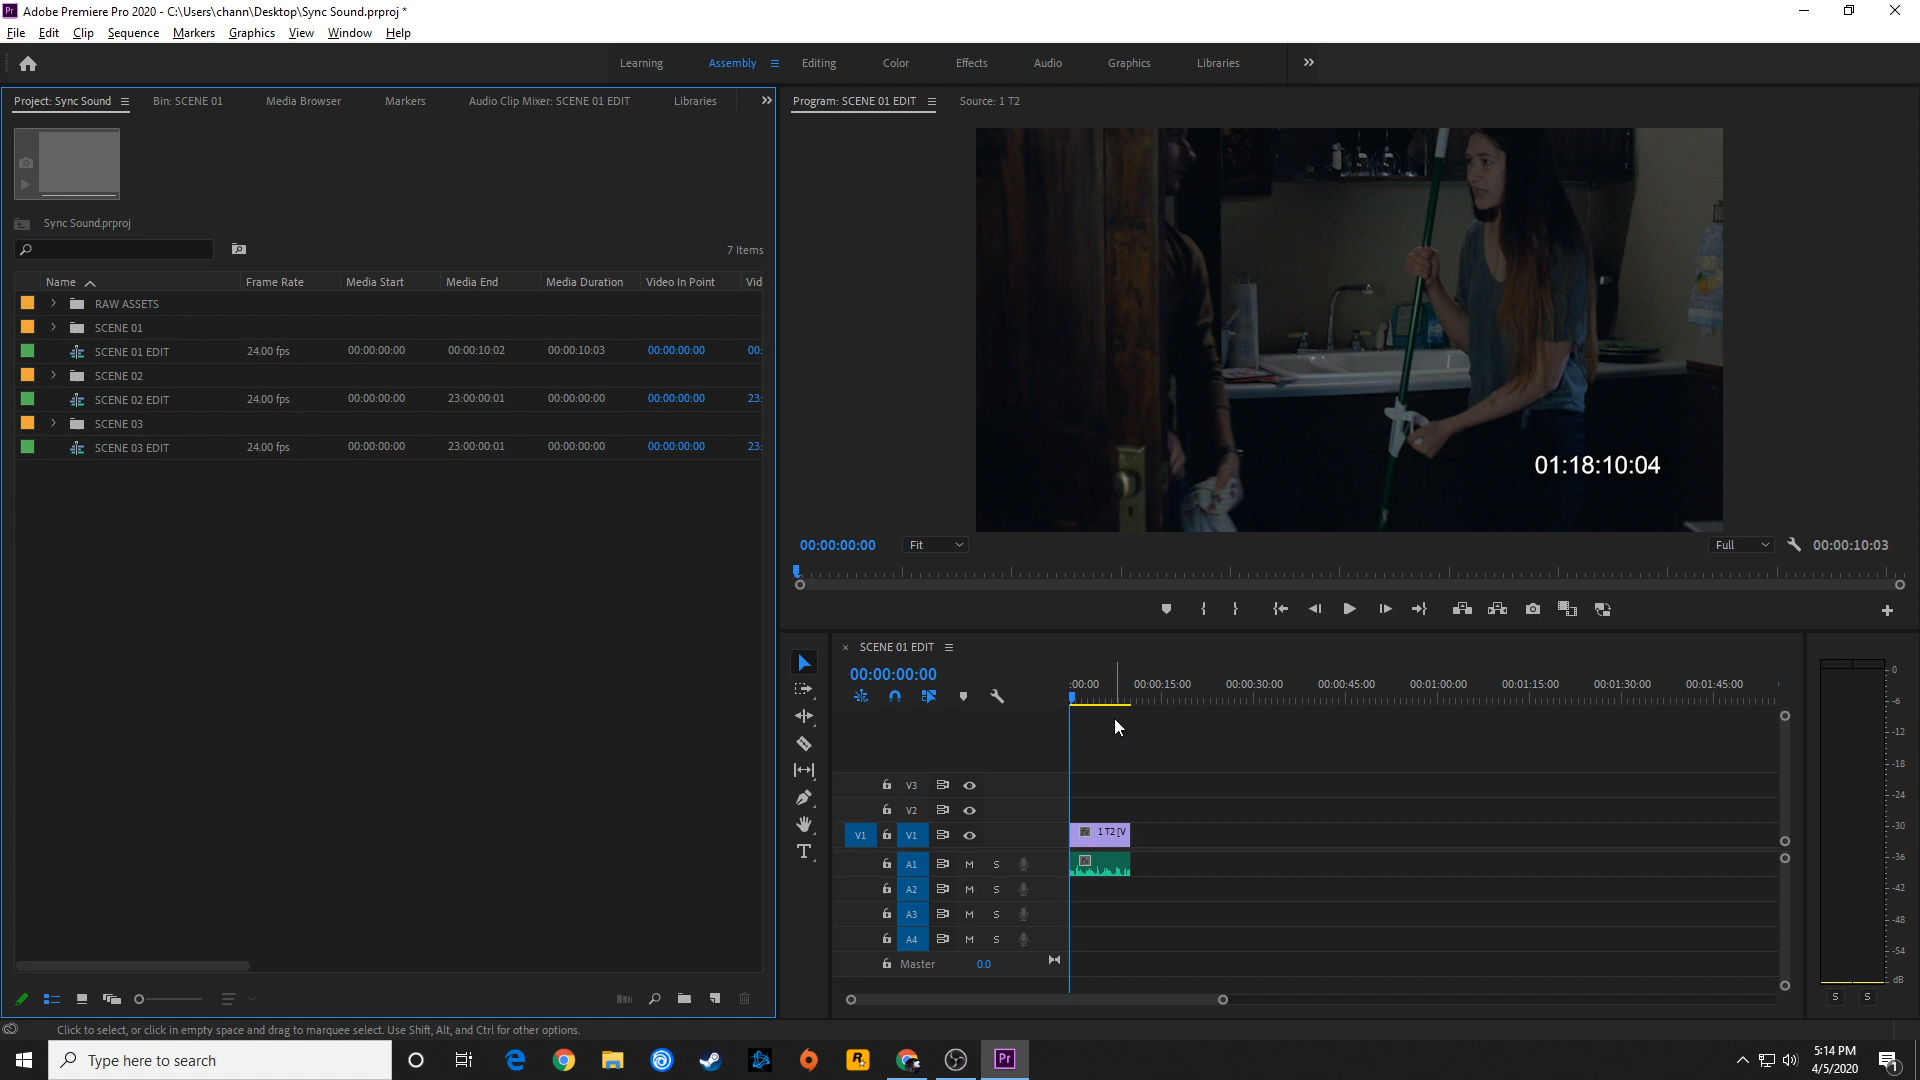 Adobe Premiere Pro 2020 - C:\Users\chann\Desktop\Sync Sound.prproj *
File Edit Clip Sequence Markers Graphics View Window Help
Learning Assembly Editing Color Effects Audio Graphics Libraries
Project: Sync Sound Bin: SCENE 01 Media Browser Markers Audio Clip Mixer: SCENE 01 EDIT Libraries
Sync Sound.prproj
7 Items
Name Frame Rate Media Start Media End Media Duration Video In Point Vid
RAW ASSETS
SCENE 01
SCENE 01 EDIT 24.00 fps 00:00:00:00 00:00:10:02 00:00:10:03 00:00:00:00 00:
SCENE 02
SCENE 02 EDIT 24.00 fps 00:00:00:00 23:00:00:01 00:00:00:00 00:00:00:00 23:
SCENE 03
SCENE 03 EDIT 24.00 fps 00:00:00:00 23:00:00:01 00:00:00:00 00:00:00:00 23:
Program: SCENE 01 EDIT Source: 1 T2
01:18:10:04
00:00:00:00 Fit Full 00:00:10:03
SCENE 01 EDIT
00:00:00:00
:00:00 00:00:15:00 00:00:30:00 00:00:45:00 00:01:00:00 00:01:15:00 00:01:30:00 00:01:45:00
V3
V2
V1 V1 fx 1 T2 [V
A1 M S fx
A2 M S
A3 M S
A4 M S
Master 0.0
0
-6
-12
-18
-24
-30
-36
-42
-48
-54
dB
S S
Click to select, or click in empty space and drag to marquee select. Use Shift, Alt, and Ctrl for other options.
Type here to search
5:14 PM
4/5/2020
1